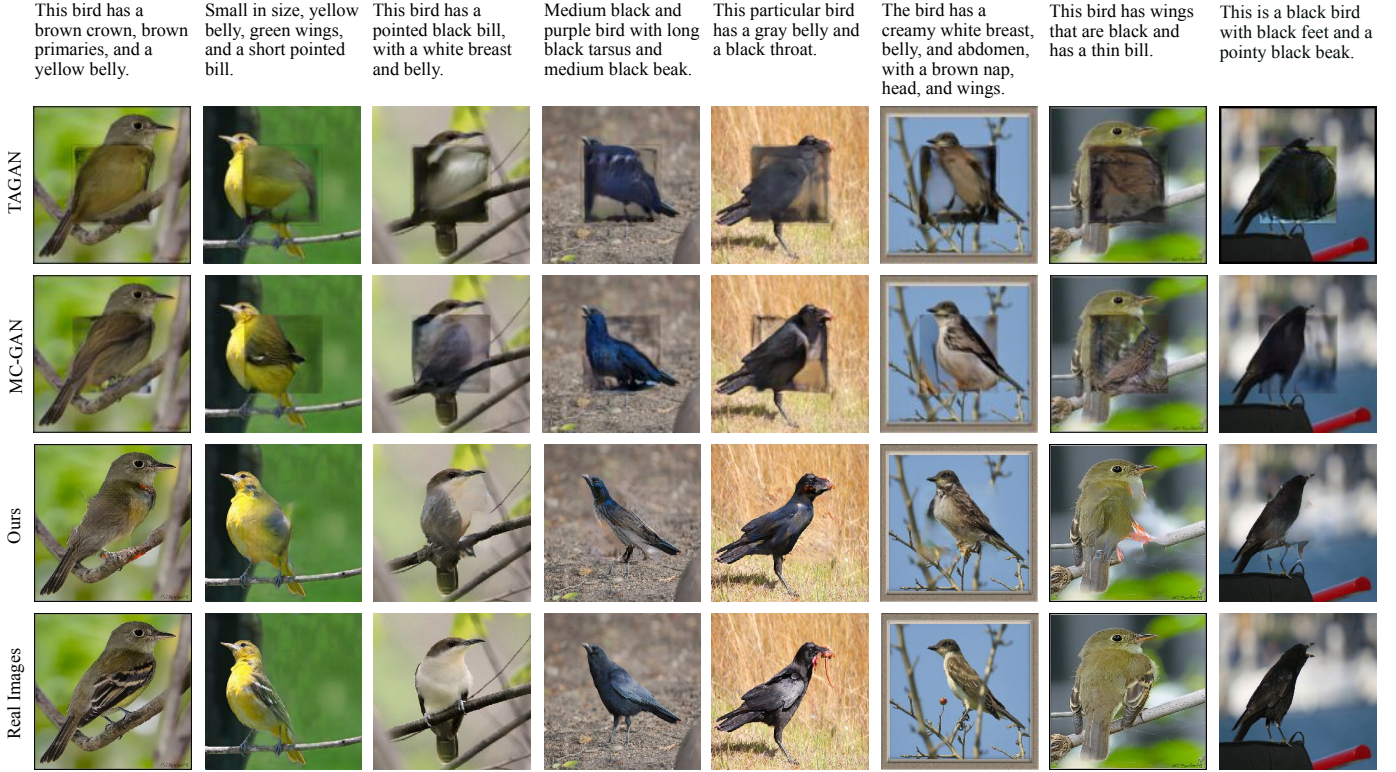 This bird has a
brown crown, brown
primaries, and a
yellow belly.
Small in size, yellow
belly, green wings,
and a short pointed
bill.
This bird has a
pointed black bill,
with a white breast
and belly.
Medium black and
purple bird with long
black tarsus and
medium black beak.
This particular bird
has a gray belly and
a black throat.
The bird has a
creamy white breast,
belly, and abdomen,
with a brown nap,
head, and wings.
This bird has wings
that are black and
has a thin bill.
This is a black bird
with black feet and a
pointy black beak.
TAGAN
MC-GAN
Ours
Real Images